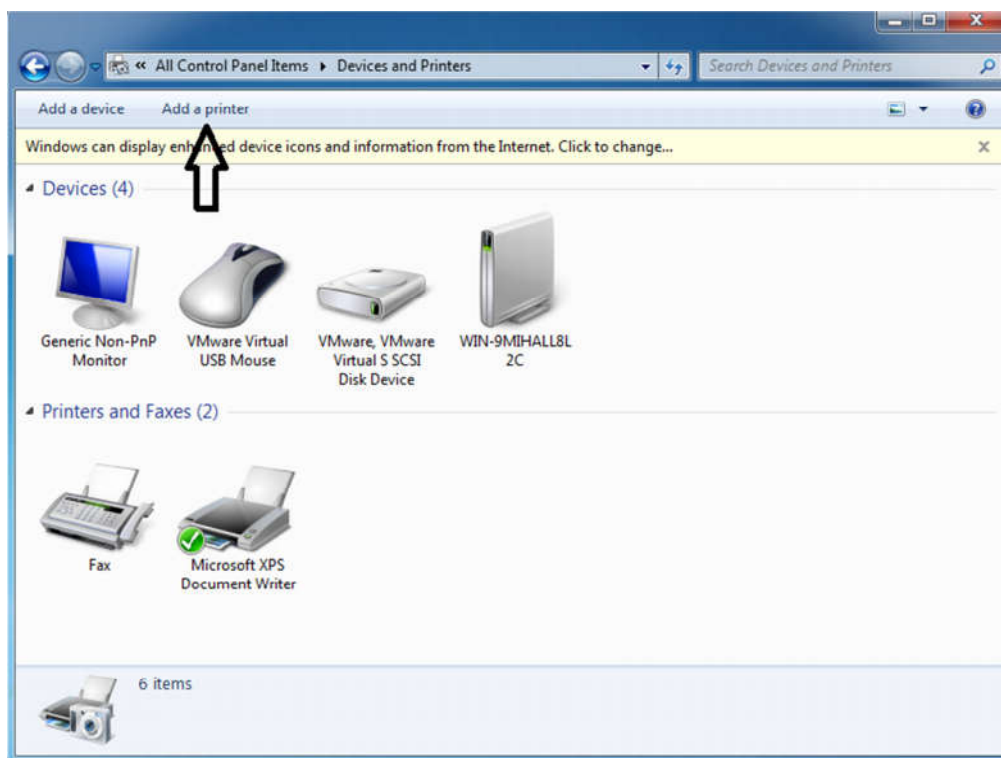 « All Control Panel Items ▸ Devices and Printers
Search Devices and Printers
Add a device Add a printer
Windows can display enhanced device icons and information from the Internet. Click to change...
Devices (4)
Generic Non-PnP
Monitor
VMware Virtual
USB Mouse
VMware, VMware
Virtual S SCSI
Disk Device
WIN-9MIHALL8L
2C
Printers and Faxes (2)
Fax
Microsoft XPS
Document Writer
6 items